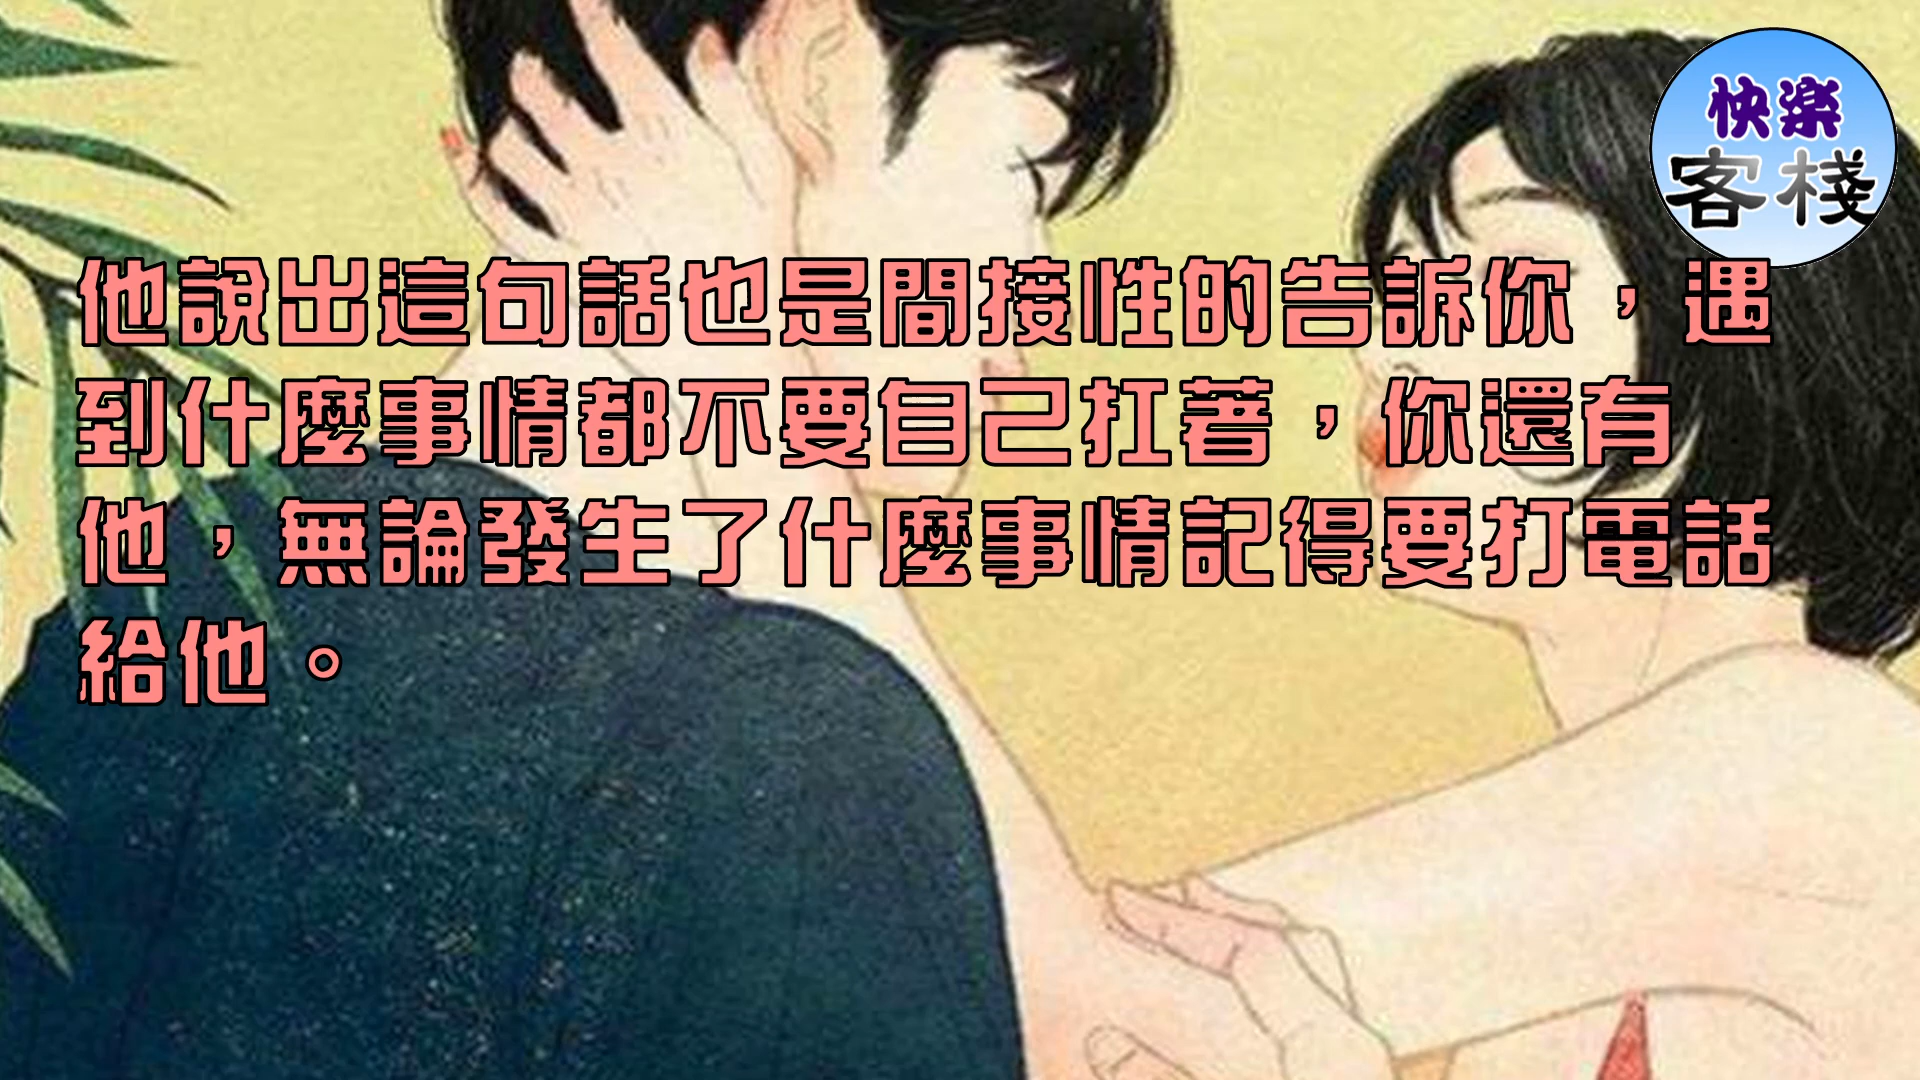 快樂
客棧
他說出這句話也是間接性的告訴你，遇
到什麼事情都不要自己扛著，你還有
他，無論發生了什麼事情記得要打電話
給他。